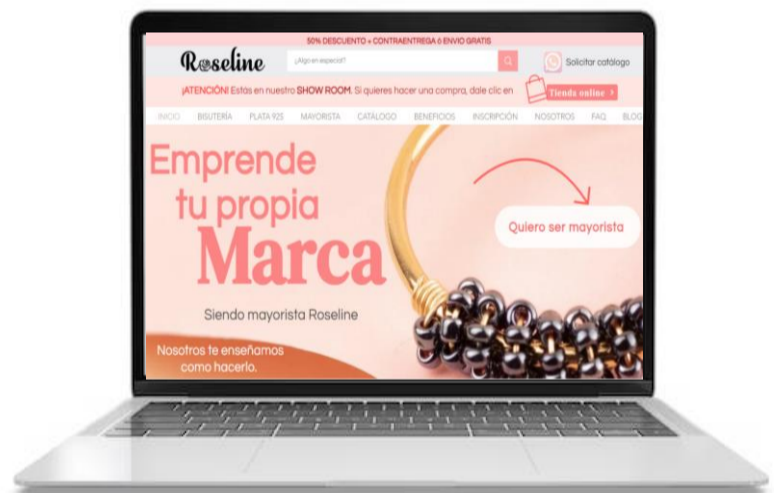 50% DESCUENTO + CONTRAENTREGA ó ENVIO GRATIS
Roseline
¿Algo en especial?
Solicitar catálogo
¡ATENCIÓN! Estás en nuestro SHOW ROOM. Si quieres hacer una compra, dale clic en
Tienda online >
INICIO BISUTERÍA PLATA 925 MAYORISTA CATÁLOGO BENEFICIOS INSCRIPCIÓN NOSOTROS FAQ BLOG
Emprende
tu propia
Marca
Quiero ser mayorista
Siendo mayorista Roseline
Nosotros te enseñamos
como hacerlo.